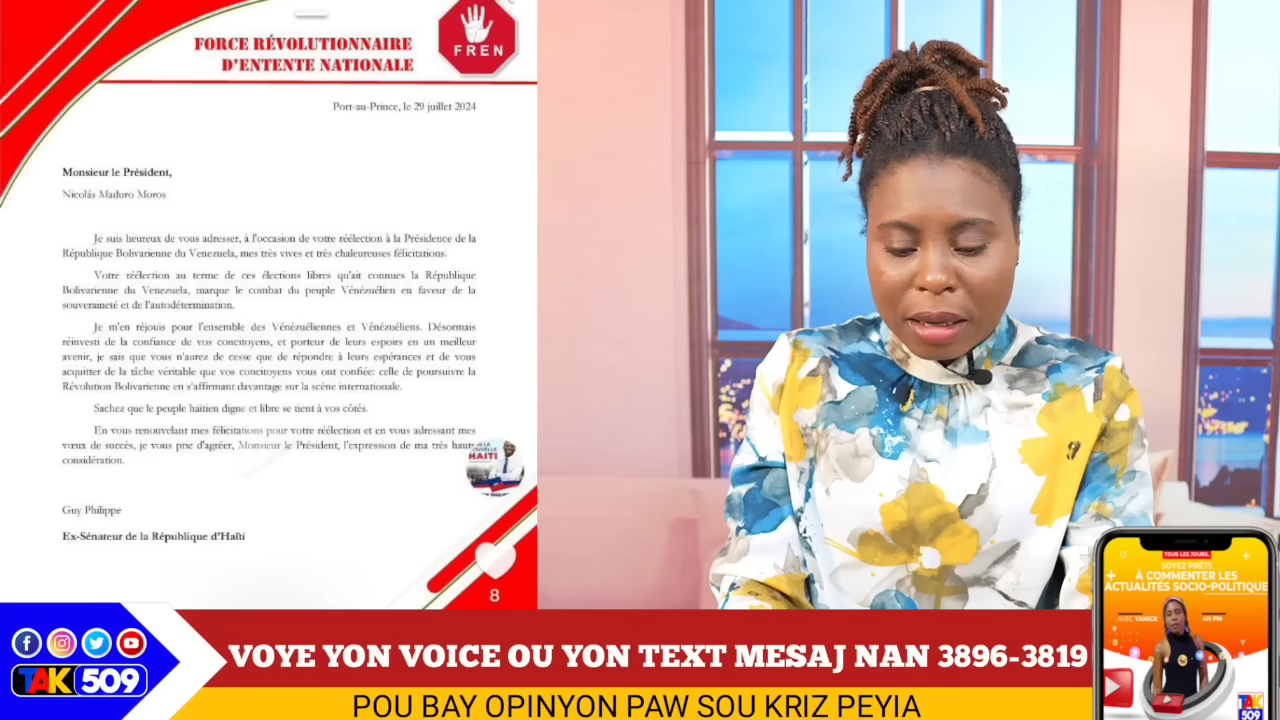 FORCE RÉVOLUTIONNAIRE
D'ENTENTE NATIONALE
FREN
Port-au-Prince, le 29 juillet 2024
Monsieur le Président,
Nicolás Maduro Moros
Je suis heureux de vous adresser, à l'occasion de votre réélection à la Présidence de la
République Bolivarienne du Venezuela, mes très vives et très chaleureuses félicitations.
Votre réélection au terme de ces élections libres qu'ait connues la République
Bolivarienne du Venezuela, marque le combat du peuple Vénézuélien en faveur de la
souveraineté et de l'autodétermination.
Je m'en réjouis pour l'ensemble des Vénézuéliennes et Vénézuéliens. Désormais
réinvesti de la confiance de vos concitoyens, et porteur de leurs espoirs en un meilleur
avenir, je sais que vous n'aurez de cesse que de répondre à leurs espérances et de vous
acquitter de la tâche véritable que vos concitoyens vous ont confiée: celle de poursuivre la
Révolution Bolivarienne en s'affirmant davantage sur la scène internationale.
Sachez que le peuple haïtien digne et libre se tient à vos côtés.
En vous renouvelant mes félicitations pour votre réélection et en vous adressant mes
vœux de succès, je vous prie d'agréer, Monsieur le Président, l'expression de ma très haute
considération.
HAITI
Guy Philippe
Ex-Sénateur de la République d'Haïti
8
TOUS LES JOURS,
SOYEZ PRÊTS
À COMMENTER LES
ACTUALITÉS SOCIO-POLITIQUE
AVEC YANICK
4H PM
TAK 509
TAK 509
VOYE YON VOICE OU YON TEXT MESAJ NAN 3896-3819
POU BAY OPINYON PAW SOU KRIZ PEYIA